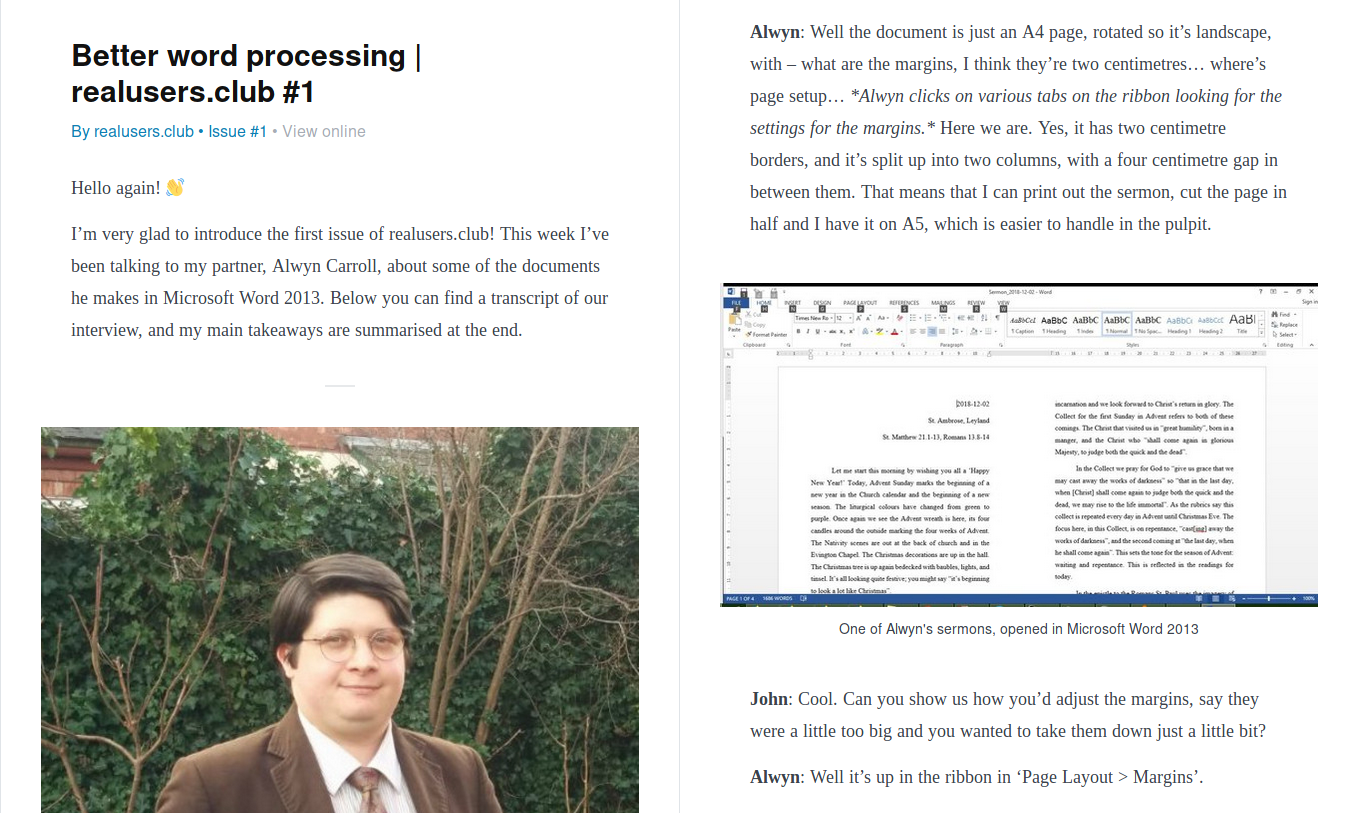 Better word processing |
realusers.club #1
By realusers.club • Issue #1 • View online
Hello again! 👋
I’m very glad to introduce the first issue of realusers.club! This week I’ve
been talking to my partner, Alwyn Carroll, about some of the documents
he makes in Microsoft Word 2013. Below you can find a transcript of our
interview, and my main takeaways are summarised at the end.
Alwyn: Well the document is just an A4 page, rotated so it’s landscape,
with – what are the margins, I think they’re two centimetres… where’s
page setup… *Alwyn clicks on various tabs on the ribbon looking for the
settings for the margins.* Here we are. Yes, it has two centimetre
borders, and it’s split up into two columns, with a four centimetre gap in
between them. That means that I can print out the sermon, cut the page in
half and I have it on A5, which is easier to handle in the pulpit.
Sermon_2018-12-02 - Word
Sign in
FILE HOME INSERT DESIGN PAGE LAYOUT REFERENCES MAILINGS REVIEW VIEW
Cut
Copy
Format Painter
Paste
Times New Ro 12
AaBbCcI AaBbC AaBbC AaBbC AaBbC AaBbCc AaBbCcE AaBI
¶ Caption ¶ Heading ¶ Index ¶ Normal ¶ No Spac... Heading 1 Heading 2 Title
Find
Replace
Select
Clipboard Font Paragraph Styles Editing
2018-12-02
St. Ambrose, Leyland
St. Matthew 21.1-13, Romans 13.8-14
Let me start this morning by wishing you all a ‘Happy
New Year!’ Today, Advent Sunday marks the beginning of a
new year in the Church calendar and the beginning of a new
season. The liturgical colours have changed from green to
purple. Once again we see the Advent wreath is here, its four
candles around the outside marking the four weeks of Advent.
The Nativity scenes are out at the back of church and in the
Evington Chapel. The Christmas decorations are up in the hall.
The Christmas tree is up again bedecked with baubles, lights, and
tinsel. It’s all looking quite festive; you might say “it’s beginning
to look a lot like Christmas”.
incarnation and we look forward to Christ’s return in glory. The
Collect for the first Sunday in Advent refers to both of these
comings. The Christ that visited us in “great humility”, born in a
manger, and the Christ who “shall come again in glorious
Majesty, to judge both the quick and the dead”.
In the Collect we pray for God to “give us grace that we
may cast away the works of darkness” so “that in the last day,
when [Christ] shall come again to judge both the quick and the
dead, we may rise to the life immortal”. As the rubrics say this
collect is repeated every day in Advent until Christmas Eve. The
focus here, in this Collect, is on repentance, “cast[ing] away the
works of darkness”, and the second coming at “the last day, when
he shall come again”. This sets the tone for the season of Advent:
waiting and repentance. This is reflected in the readings for
today.
In the epistle to the Romans St. Paul uses the imagery of
PAGE 1 OF 4 1686 WORDS
100%
One of Alwyn's sermons, opened in Microsoft Word 2013
John: Cool. Can you show us how you’d adjust the margins, say they
were a little too big and you wanted to take them down just a little bit?
Alwyn: Well it’s up in the ribbon in ‘Page Layout > Margins’.